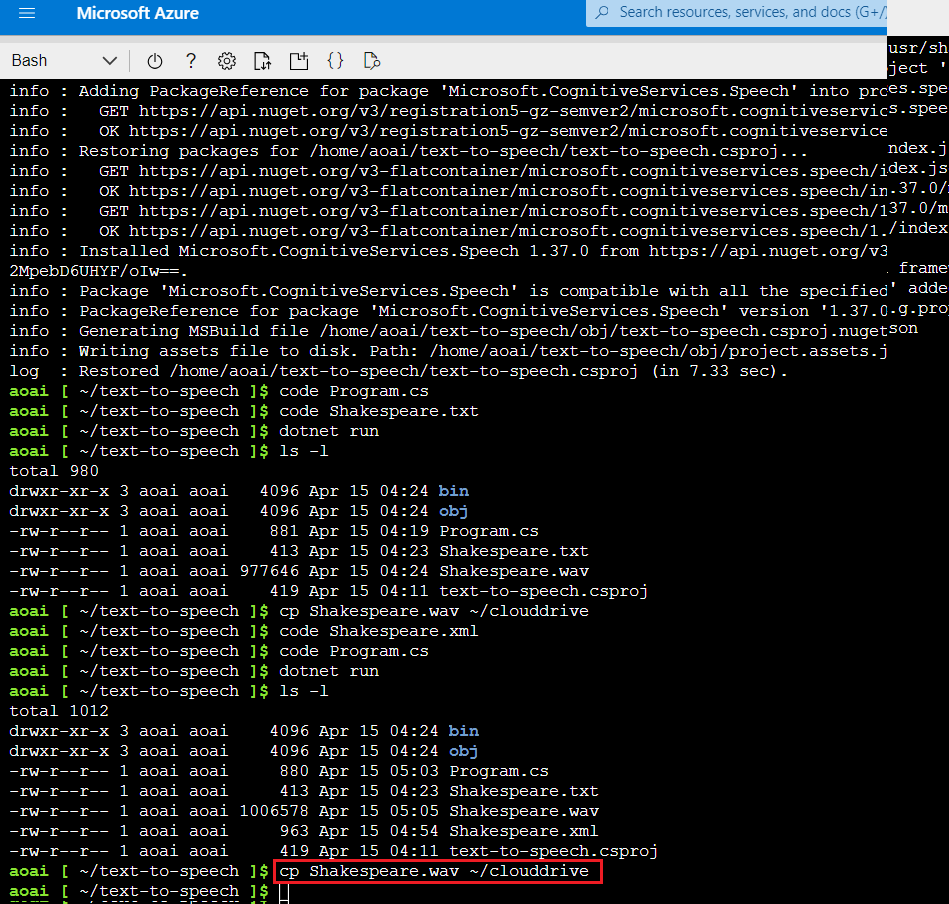 Microsoft Azure
Search resources, services, and docs (G+/)
Bash
info : Adding PackageReference for package 'Microsoft.CognitiveServices.Speech' into pro
info :   GET https://api.nuget.org/v3/registration5-gz-semver2/microsoft.cognitiveservic
info :   OK https://api.nuget.org/v3/registration5-gz-semver2/microsoft.cognitiveservice
info : Restoring packages for /home/aoai/text-to-speech/text-to-speech.csproj...
info :   GET https://api.nuget.org/v3-flatcontainer/microsoft.cognitiveservices.speech/i
info :   OK https://api.nuget.org/v3-flatcontainer/microsoft.cognitiveservices.speech/in
info :   GET https://api.nuget.org/v3-flatcontainer/microsoft.cognitiveservices.speech/1
info :   OK https://api.nuget.org/v3-flatcontainer/microsoft.cognitiveservices.speech/1.
info : Installed Microsoft.CognitiveServices.Speech 1.37.0 from https://api.nuget.org/v3
2MpebD6UHYF/oIw==.
info : Package 'Microsoft.CognitiveServices.Speech' is compatible with all the specified
info : PackageReference for package 'Microsoft.CognitiveServices.Speech' version '1.37.0
info : Generating MSBuild file /home/aoai/text-to-speech/obj/text-to-speech.csproj.nuget
info : Writing assets file to disk. Path: /home/aoai/text-to-speech/obj/project.assets.j
log  : Restored /home/aoai/text-to-speech/text-to-speech.csproj (in 7.33 sec).
aoai [ ~/text-to-speech ]$ code Program.cs
aoai [ ~/text-to-speech ]$ code Shakespeare.txt
aoai [ ~/text-to-speech ]$ dotnet run
aoai [ ~/text-to-speech ]$ ls -l
total 980
drwxr-xr-x 3 aoai aoai   4096 Apr 15 04:24 bin
drwxr-xr-x 3 aoai aoai   4096 Apr 15 04:24 obj
-rw-r--r-- 1 aoai aoai    881 Apr 15 04:19 Program.cs
-rw-r--r-- 1 aoai aoai    413 Apr 15 04:23 Shakespeare.txt
-rw-r--r-- 1 aoai aoai 977646 Apr 15 04:24 Shakespeare.wav
-rw-r--r-- 1 aoai aoai    419 Apr 15 04:11 text-to-speech.csproj
aoai [ ~/text-to-speech ]$ cp Shakespeare.wav ~/clouddrive
aoai [ ~/text-to-speech ]$ code Shakespeare.xml
aoai [ ~/text-to-speech ]$ code Program.cs
aoai [ ~/text-to-speech ]$ dotnet run
aoai [ ~/text-to-speech ]$ ls -l
total 1012
drwxr-xr-x 3 aoai aoai    4096 Apr 15 04:24 bin
drwxr-xr-x 3 aoai aoai    4096 Apr 15 04:24 obj
-rw-r--r-- 1 aoai aoai     880 Apr 15 05:03 Program.cs
-rw-r--r-- 1 aoai aoai     413 Apr 15 04:23 Shakespeare.txt
-rw-r--r-- 1 aoai aoai 1006578 Apr 15 05:05 Shakespeare.wav
-rw-r--r-- 1 aoai aoai     963 Apr 15 04:54 Shakespeare.xml
-rw-r--r-- 1 aoai aoai     419 Apr 15 04:11 text-to-speech.csproj
aoai [ ~/text-to-speech ]$ cp Shakespeare.wav ~/clouddrive
aoai [ ~/text-to-speech ]$
usr/sh
ject '
es.spe
s.spee
ndex.j
dex.js
.37.0/
37.0/m
/index
frame
' adde
.g.pro
son